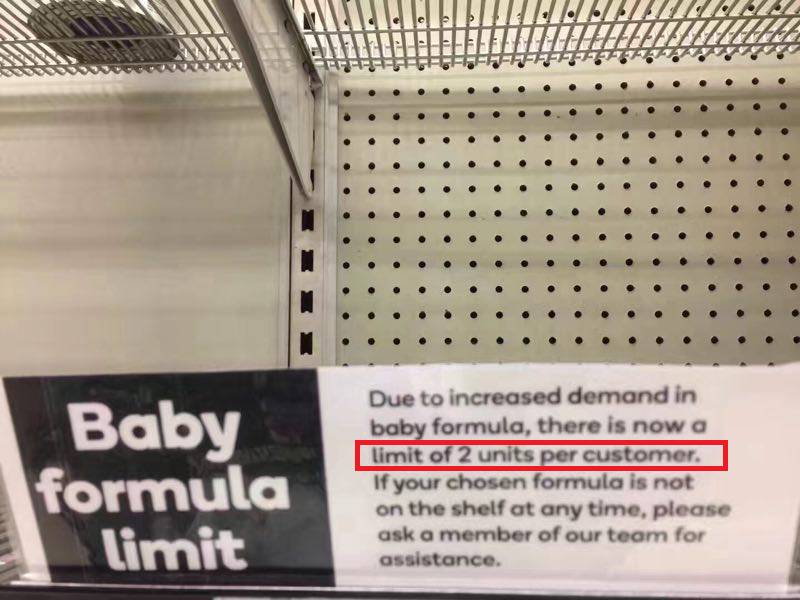 Baby
formula
limit
Due to increased demand in
baby formula, there is now a
limit of 2 units per customer.
If your chosen formula is not
on the shelf at any time, please
ask a member of our team for
assistance.